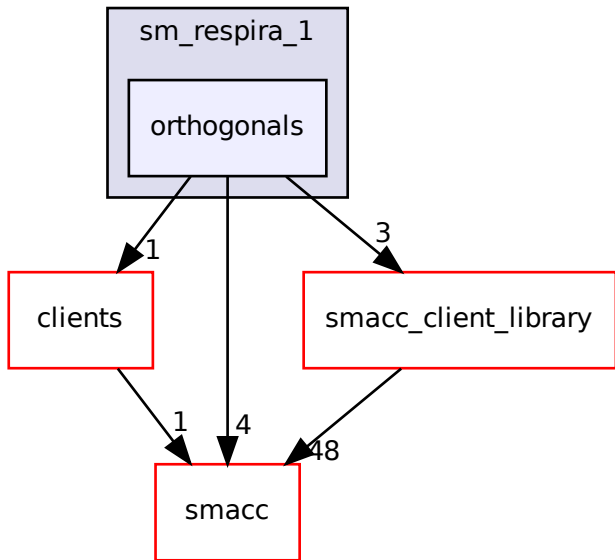 sm_respira_1
orthogonals
1
3
clients
smacc_client_library
1
4
48
smacc